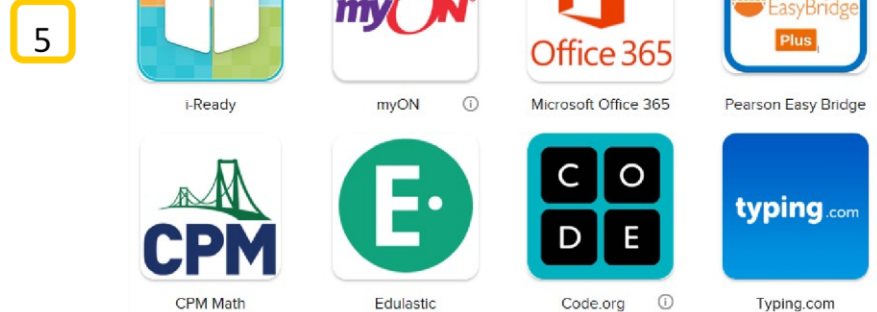 5
myON
Office 365
EasyBridge
Plus
i-Ready
myON
Microsoft Office 365
Pearson Easy Bridge
CPM
E
C O
D E
typing.com
CPM Math
Edulastic
Code.org
Typing.com